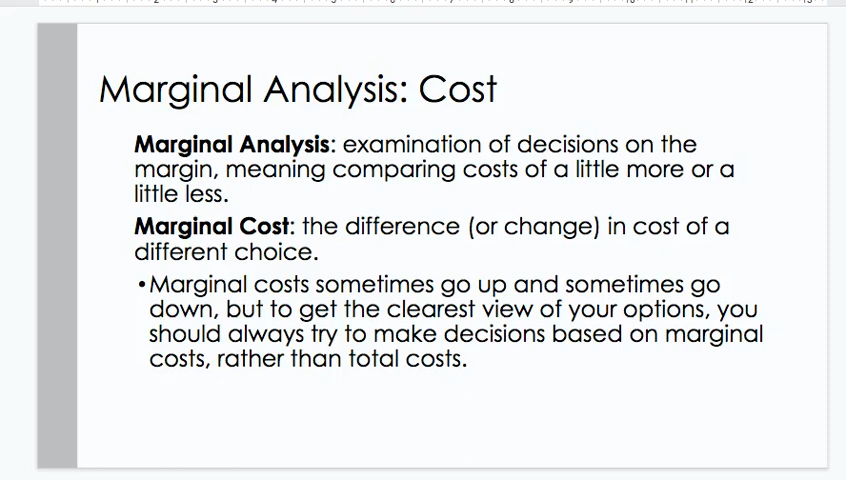 Marginal Analysis: Cost
Marginal Analysis: examination of decisions on the
margin, meaning comparing costs of a little more or a
little less.
Marginal Cost: the difference (or change) in cost of a
different choice.
•Marginal costs sometimes go up and sometimes go
down, but to get the clearest view of your options, you
should always try to make decisions based on marginal
costs, rather than total costs.